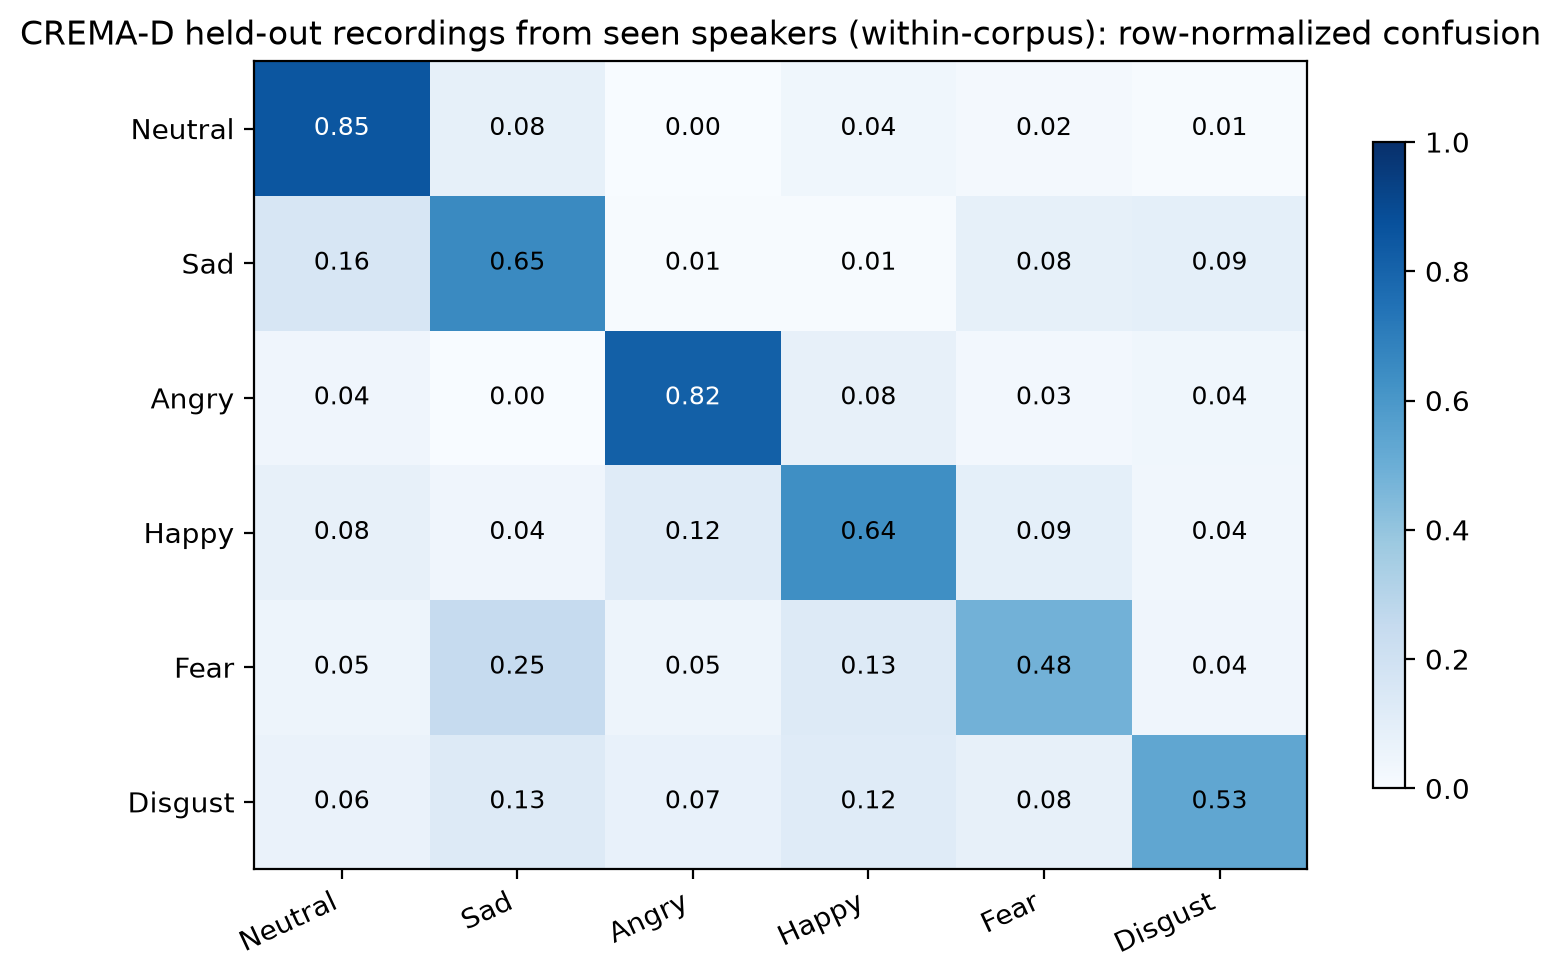 CREMA-D held-out recordings from seen speakers (within-corpus): row-normalized confusion
Neutral 0.85 0.08 0.00 0.04 0.02 0.01
Sad 0.16 0.65 0.01 0.01 0.08 0.09
Angry 0.04 0.00 0.82 0.08 0.03 0.04
Happy 0.08 0.04 0.12 0.64 0.09 0.04
Fear 0.05 0.25 0.05 0.13 0.48 0.04
Disgust 0.06 0.13 0.07 0.12 0.08 0.53
Neutral Sad Angry Happy Fear Disgust
1.0
0.8
0.6
0.4
0.2
0.0